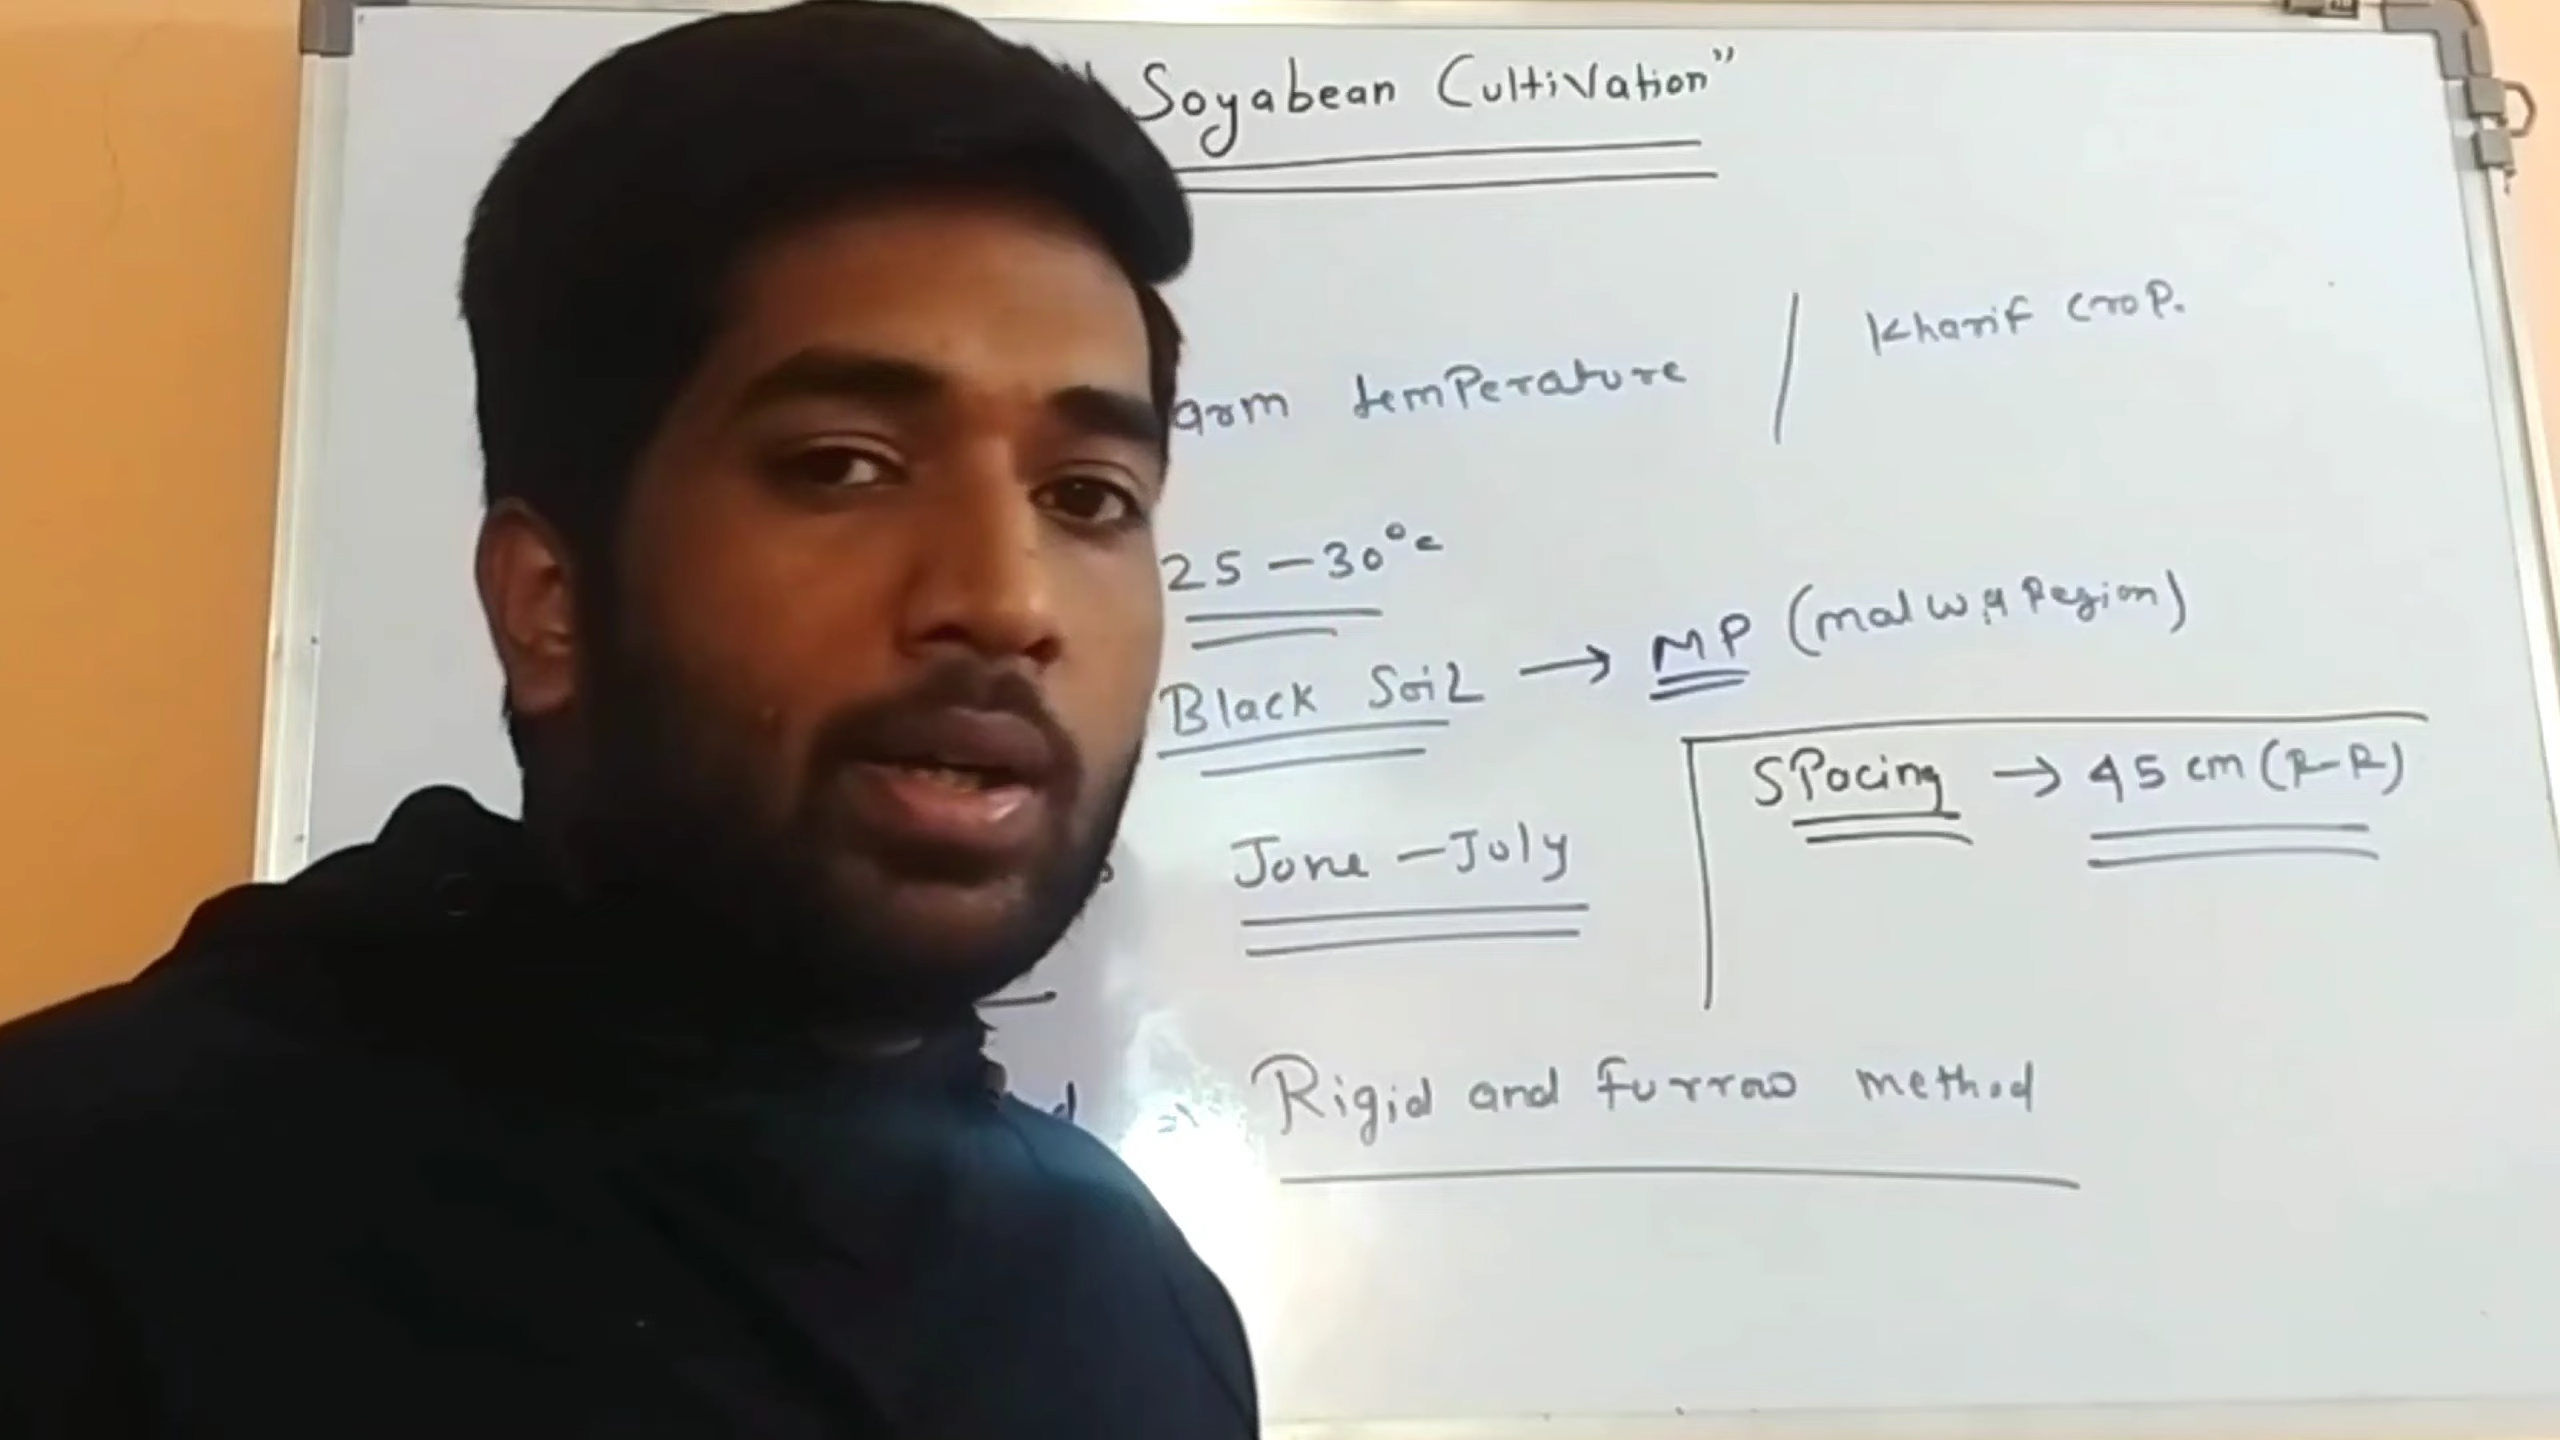 "Soyabean Cultivation"
arm temperature / Kharif crop.
25 – 30°c
Black Soil → MP (malwa Region)
Spacing → 45 cm (R-R)
June – July
Rigid and furrow method